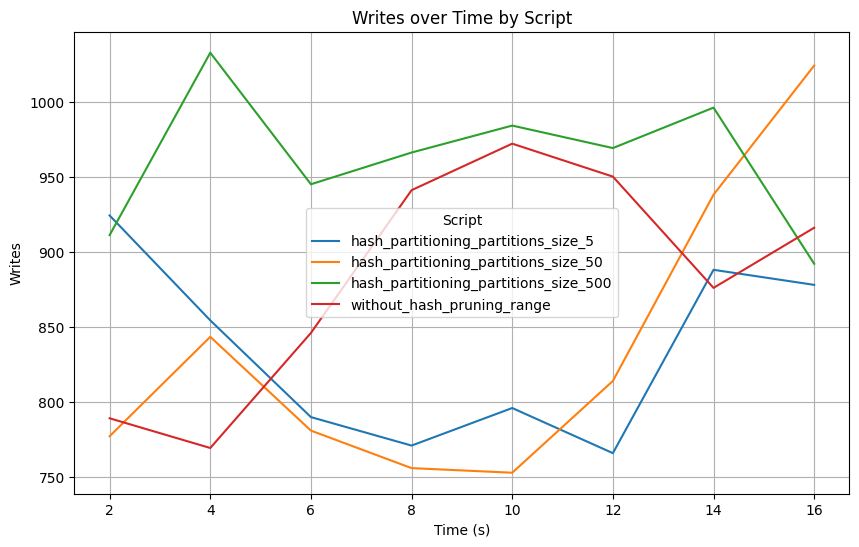 Writes over Time by Script
Writes
1000
950
900
850
800
750
Script
hash_partitioning_partitions_size_5
hash_partitioning_partitions_size_50
hash_partitioning_partitions_size_500
without_hash_pruning_range
2 4 6 8 10 12 14 16
Time (s)